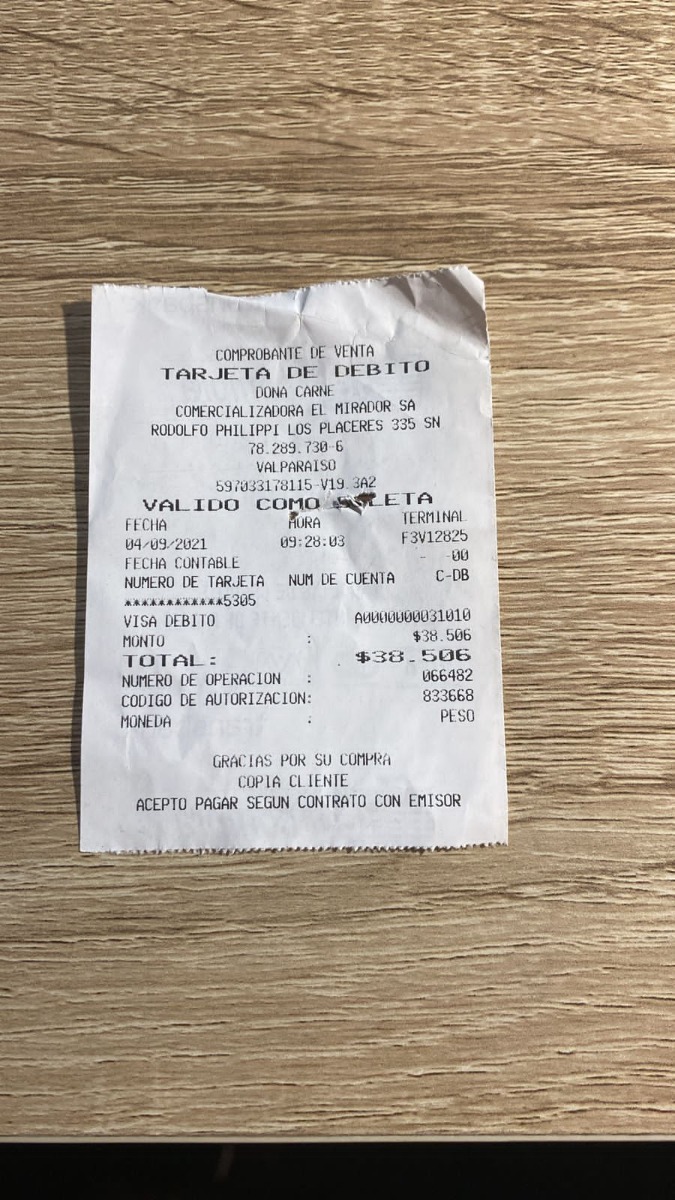 COMPROBANTE DE VENTA
TARJETA DE DEBITO
DONA CARNE
COMERCIALIZADORA EL MIRADOR SA
RODOLFO PHILIPPI LOS PLACERES 335 SN
78.289.730-6
VALPARAISO
597033178115-V19.3A2
VALIDO COMO
FECHA HORA TERMINAL
04/09/2021 09:28:03 F3V12825
FECHA CONTABLE - -00
NUMERO DE TARJETA NUM DE CUENTA C-DB
************5305
VISA DEBITO A0000000031010
MONTO : $38.506
TOTAL: $38.506
NUMERO DE OPERACION : 066482
CODIGO DE AUTORIZACION: 833668
MONEDA : PESO
GRACIAS POR SU COMPRA
COPIA CLIENTE
ACEPTO PAGAR SEGUN CONTRATO CON EMISOR